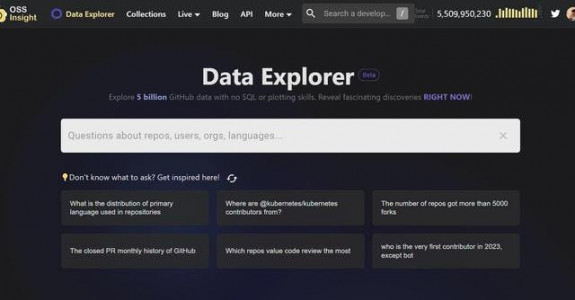 OSS
Insight
Data Explorer
Collections
Live
Blog
API
More
Search a develop...
/
Total
Events
5,509,950,230
Data Explorer Beta
Explore 5 billion GitHub data with no SQL or plotting skills. Reveal fascinating discoveries RIGHT NOW!
Questions about repos, users, orgs, languages...
Don't know what to ask? Get inspired here!
What is the distribution of primary
language used in repositories
Where are @kubernetes/kubernetes
contributors from?
The number of repos got more than 5000
forks
The closed PR monthly history of GitHub
Which repos value code review the most
who is the very first contributor in 2023,
except bot